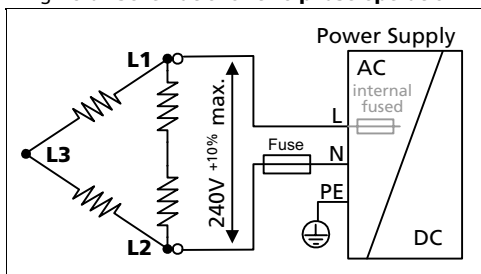 Power Supply
L1
AC
internal
fused
240V +10% max.
L
Fuse
N
L3
PE
L2
DC